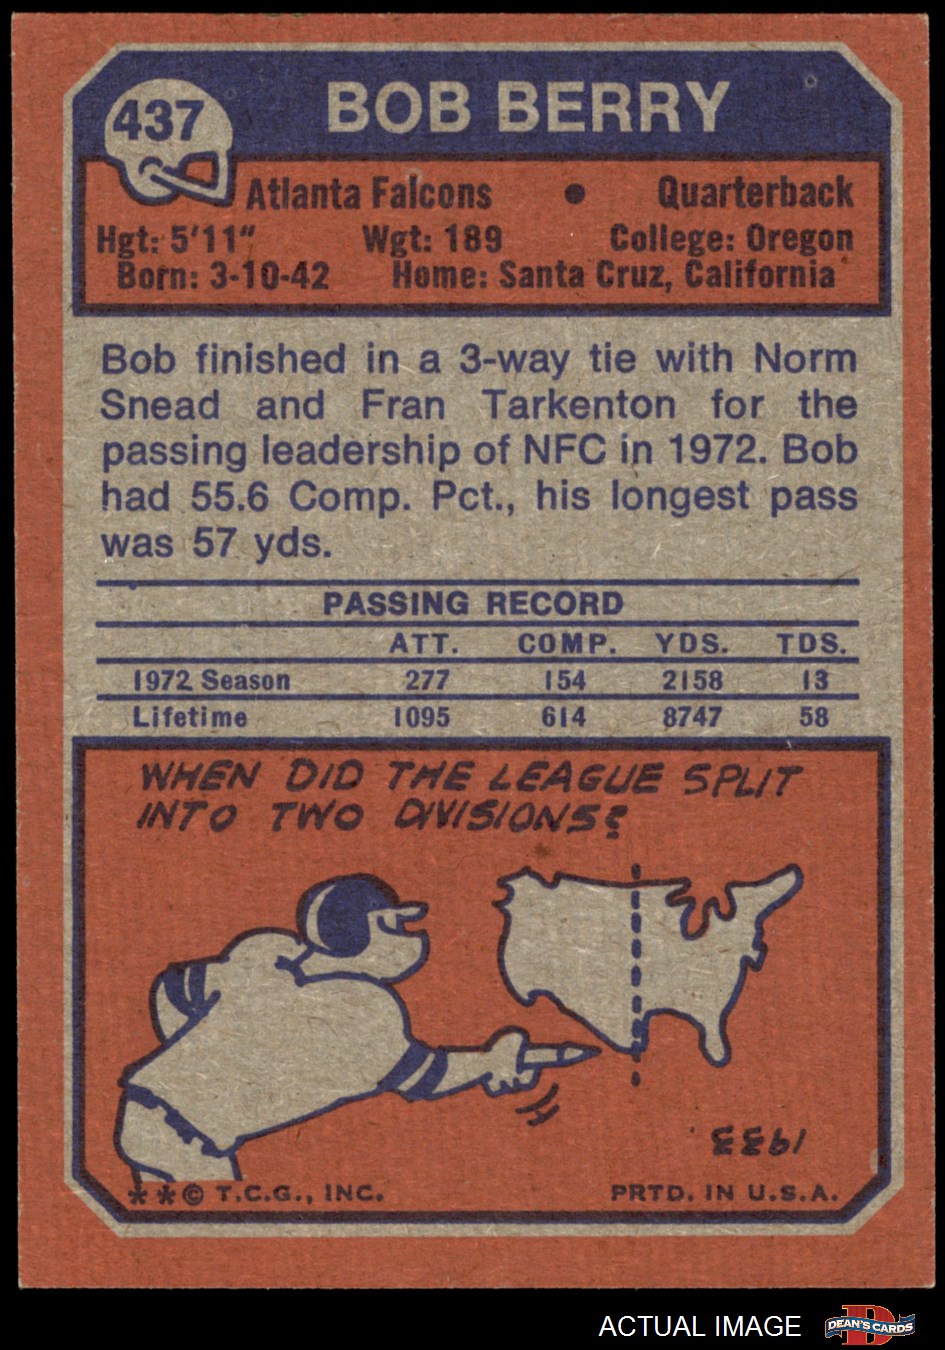 437
BOB BERRY
Atlanta Falcons • Quarterback
Hgt: 5'11" Wgt: 189 College: Oregon
Born: 3-10-42 Home: Santa Cruz, California
Bob finished in a 3-way tie with Norm
Snead and Fran Tarkenton for the
passing leadership of NFC in 1972. Bob
had 55.6 Comp. Pct., his longest pass
was 57 yds.
PASSING RECORD
ATT. COMP. YDS. TDS.
1972 Season 277 154 2158 13
Lifetime 1095 614 8747 58
WHEN DID THE LEAGUE SPLIT
INTO TWO DIVISIONS?
1933
**© T.C.G., INC. PRTD. IN U.S.A.
ACTUAL IMAGE
DEAN'S CARDS